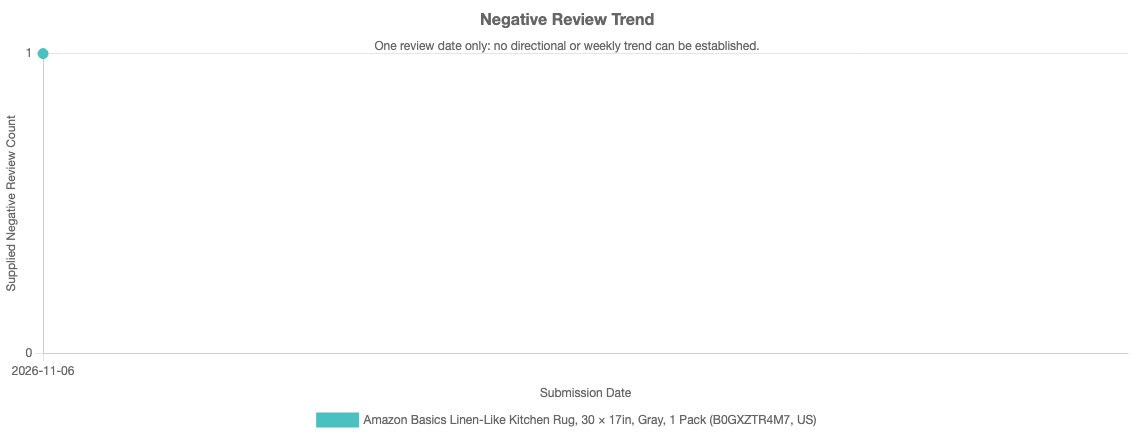 Negative Review Trend
One review date only: no directional or weekly trend can be established.
1
Supplied Negative Review Count
0
2026-11-06
Submission Date
Amazon Basics Linen-Like Kitchen Rug, 30 × 17in, Gray, 1 Pack (B0GXZTR4M7, US)